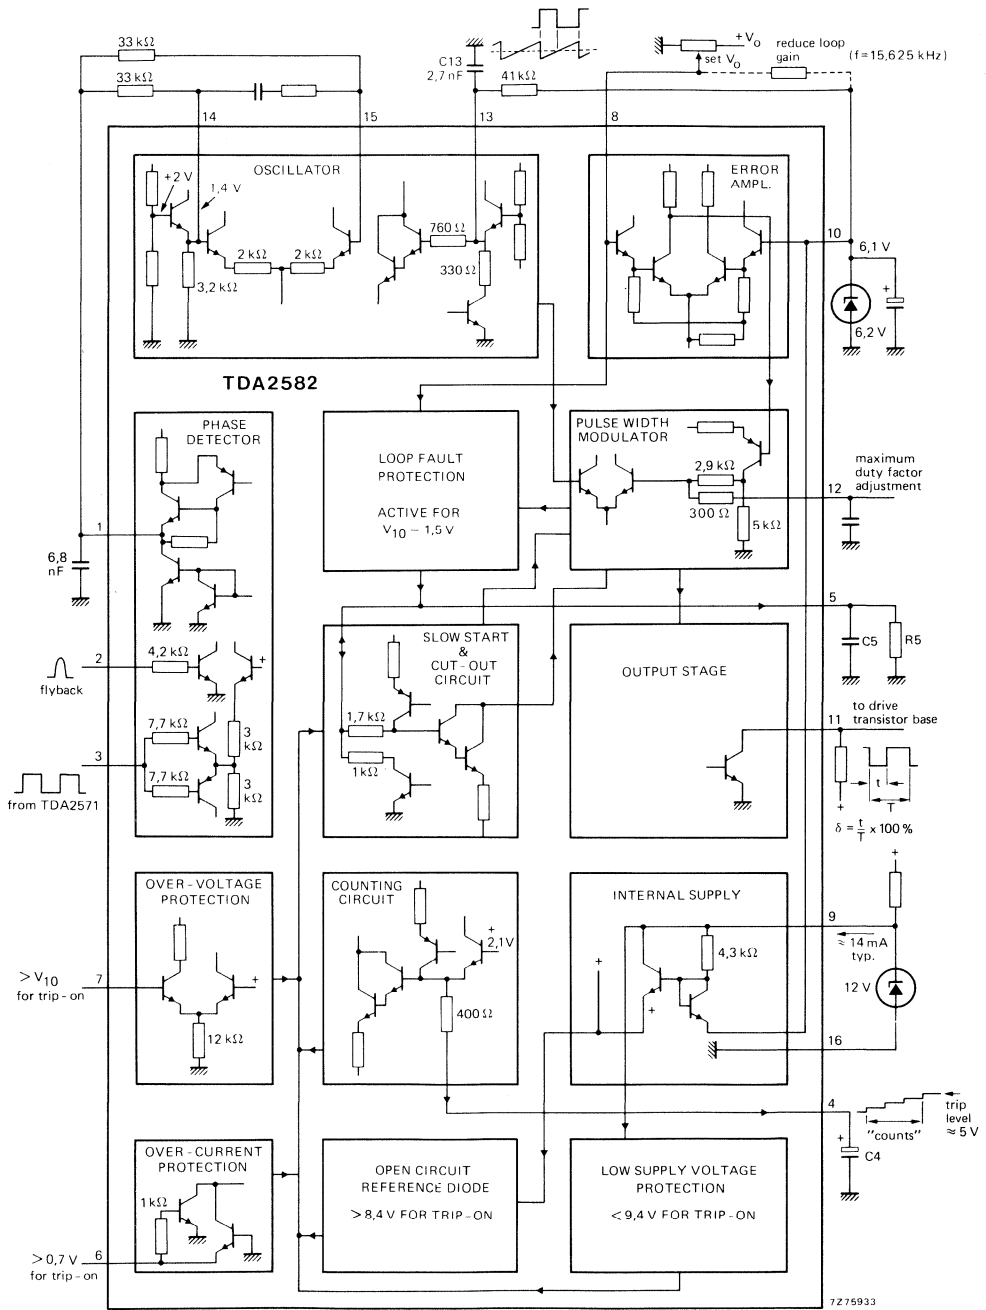 33 kΩ
33 kΩ
C13
2,7 nF
41 kΩ
+Vo
set Vo
reduce loop
gain
(f=15,625 kHz)
14
15
13
8
OSCILLATOR
+2 V
1,4 V
2 kΩ
2 kΩ
3,2 kΩ
760 Ω
330 Ω
ERROR
AMPL.
10
6,1 V
+
6,2 V
TDA2582
PHASE
DETECTOR
1
6,8
nF
LOOP FAULT
PROTECTION
ACTIVE FOR
V10 – 1,5 V
PULSE WIDTH
MODULATOR
2,9 kΩ
300 Ω
5 kΩ
12
maximum
duty factor
adjustment
5
C5
R5
2
flyback
4,2 kΩ
+
3
from TDA2571
7,7 kΩ
7,7 kΩ
3
kΩ
3
kΩ
SLOW START
&
CUT-OUT
CIRCUIT
1,7 kΩ
1 kΩ
OUTPUT STAGE
to drive
transistor base
11
+
t
T
δ = t/T x 100 %
OVER-VOLTAGE
PROTECTION
> V10
for trip-on
7
+
12 kΩ
COUNTING
CIRCUIT
+
2,1 V
400 Ω
INTERNAL SUPPLY
+
4,3 kΩ
+
9
+
≈ 14 mA
typ.
12 V
16
4
+
C4
"counts"
trip
level
≈ 5 V
OVER-CURRENT
PROTECTION
1 kΩ
> 0,7 V
for trip-on
6
OPEN CIRCUIT
REFERENCE DIODE
> 8,4 V FOR TRIP-ON
LOW SUPPLY VOLTAGE
PROTECTION
< 9,4 V FOR TRIP-ON
7Z75933